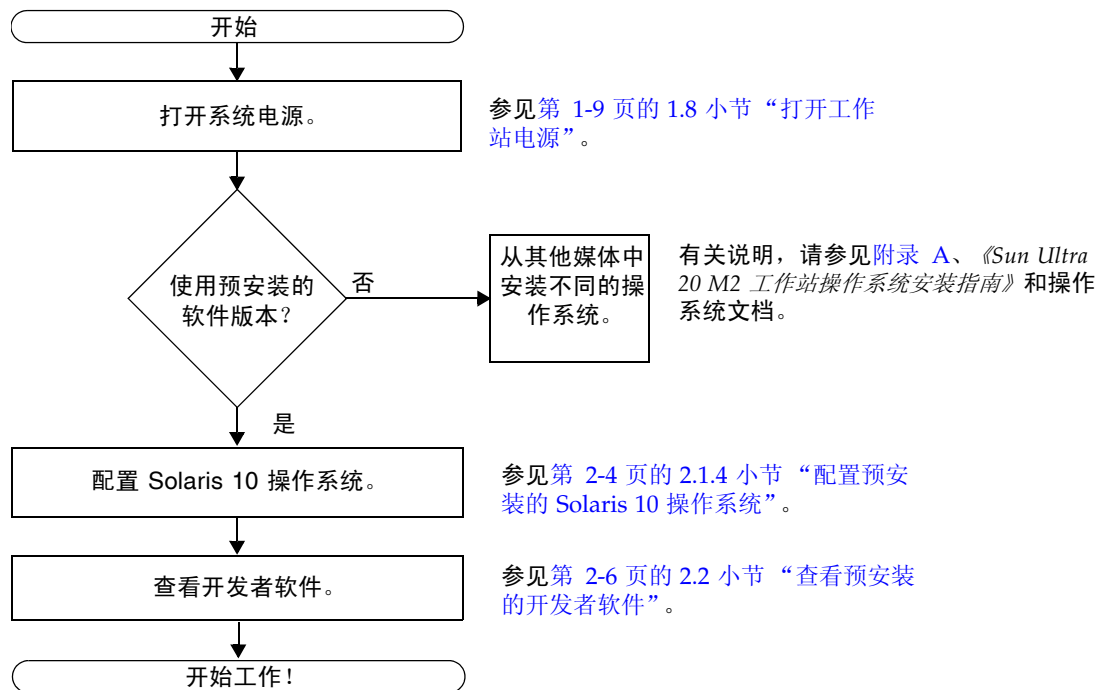 开始
打开系统电源。
参见第 1-9 页的 1.8 小节“打开工作
站电源”。
使用预安装的
软件版本？
否
从其他媒体中
安装不同的操
作系统。
有关说明，请参见附录 A、《Sun Ultra
20 M2 工作站操作系统安装指南》和操作
系统文档。
是
配置 Solaris 10 操作系统。
参见第 2-4 页的 2.1.4 小节 “配置预安
装的 Solaris 10 操作系统”。
查看开发者软件。
参见第 2-6 页的 2.2 小节 “查看预安装
的开发者软件”。
开始工作！